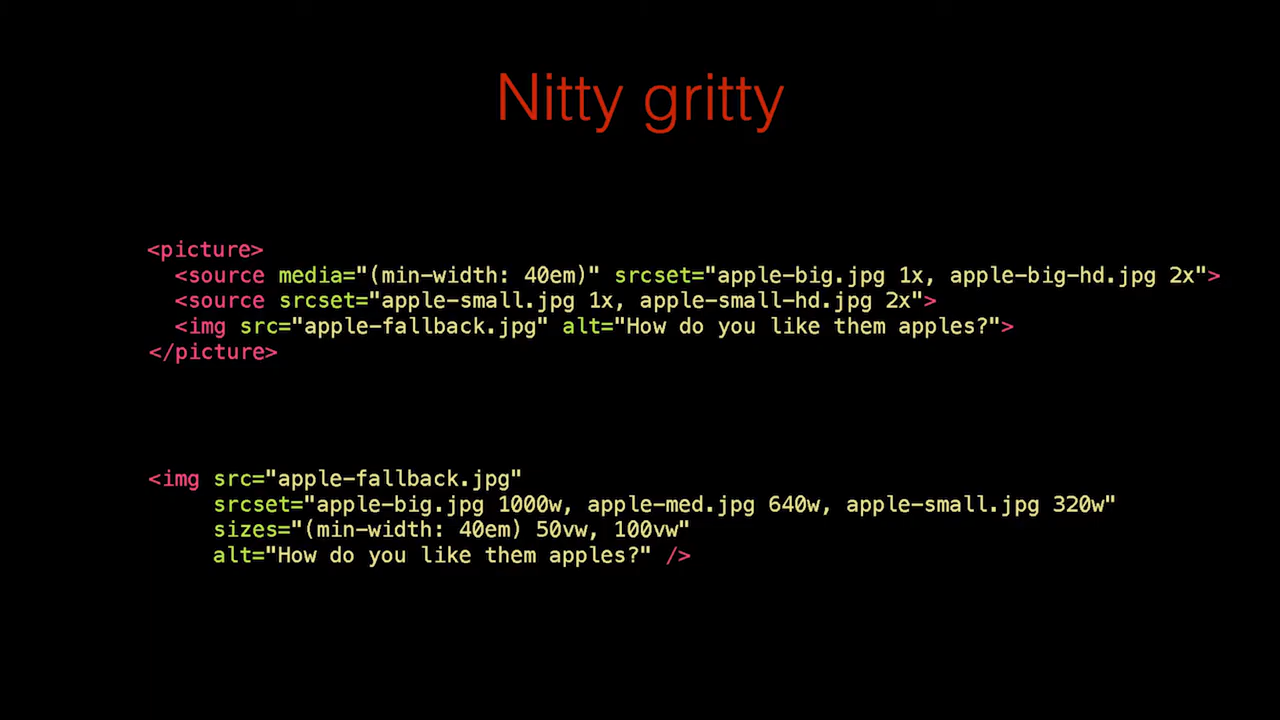 Nitty gritty
<picture>
<source media="(min-width: 40em)" srcset="apple-big.jpg 1x, apple-big-hd.jpg 2x">
<source srcset="apple-small.jpg 1x, apple-small-hd.jpg 2x">
<img src="apple-fallback.jpg" alt="How do you like them apples?">
</picture>
<img src="apple-fallback.jpg"
srcset="apple-big.jpg 1000w, apple-med.jpg 640w, apple-small.jpg 320w"
sizes="(min-width: 40em) 50vw, 100vw"
alt="How do you like them apples?" />